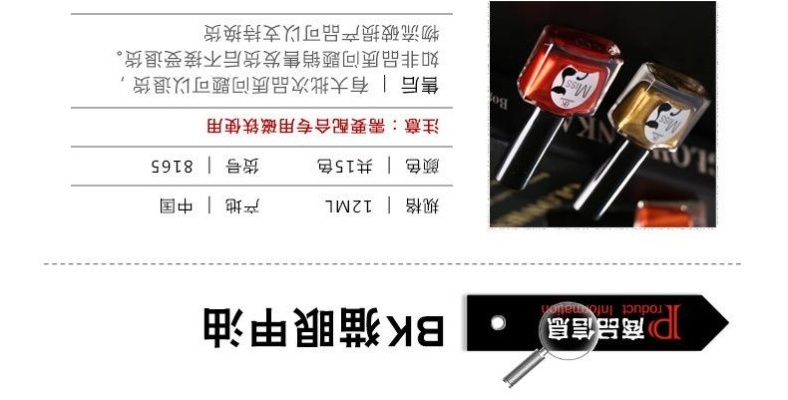 商品信息
Product Information
BK猫眼甲油
规格 | 12ML 产地 | 中国
颜色 | 共15色 货号 | 8165
注意：需要配合专用磁铁使用
售后 | 有大批次品质问题可以退货，
如非品质问题销售发货后不接受退货。
物流破损产品可以支持换货
Miss
Miss